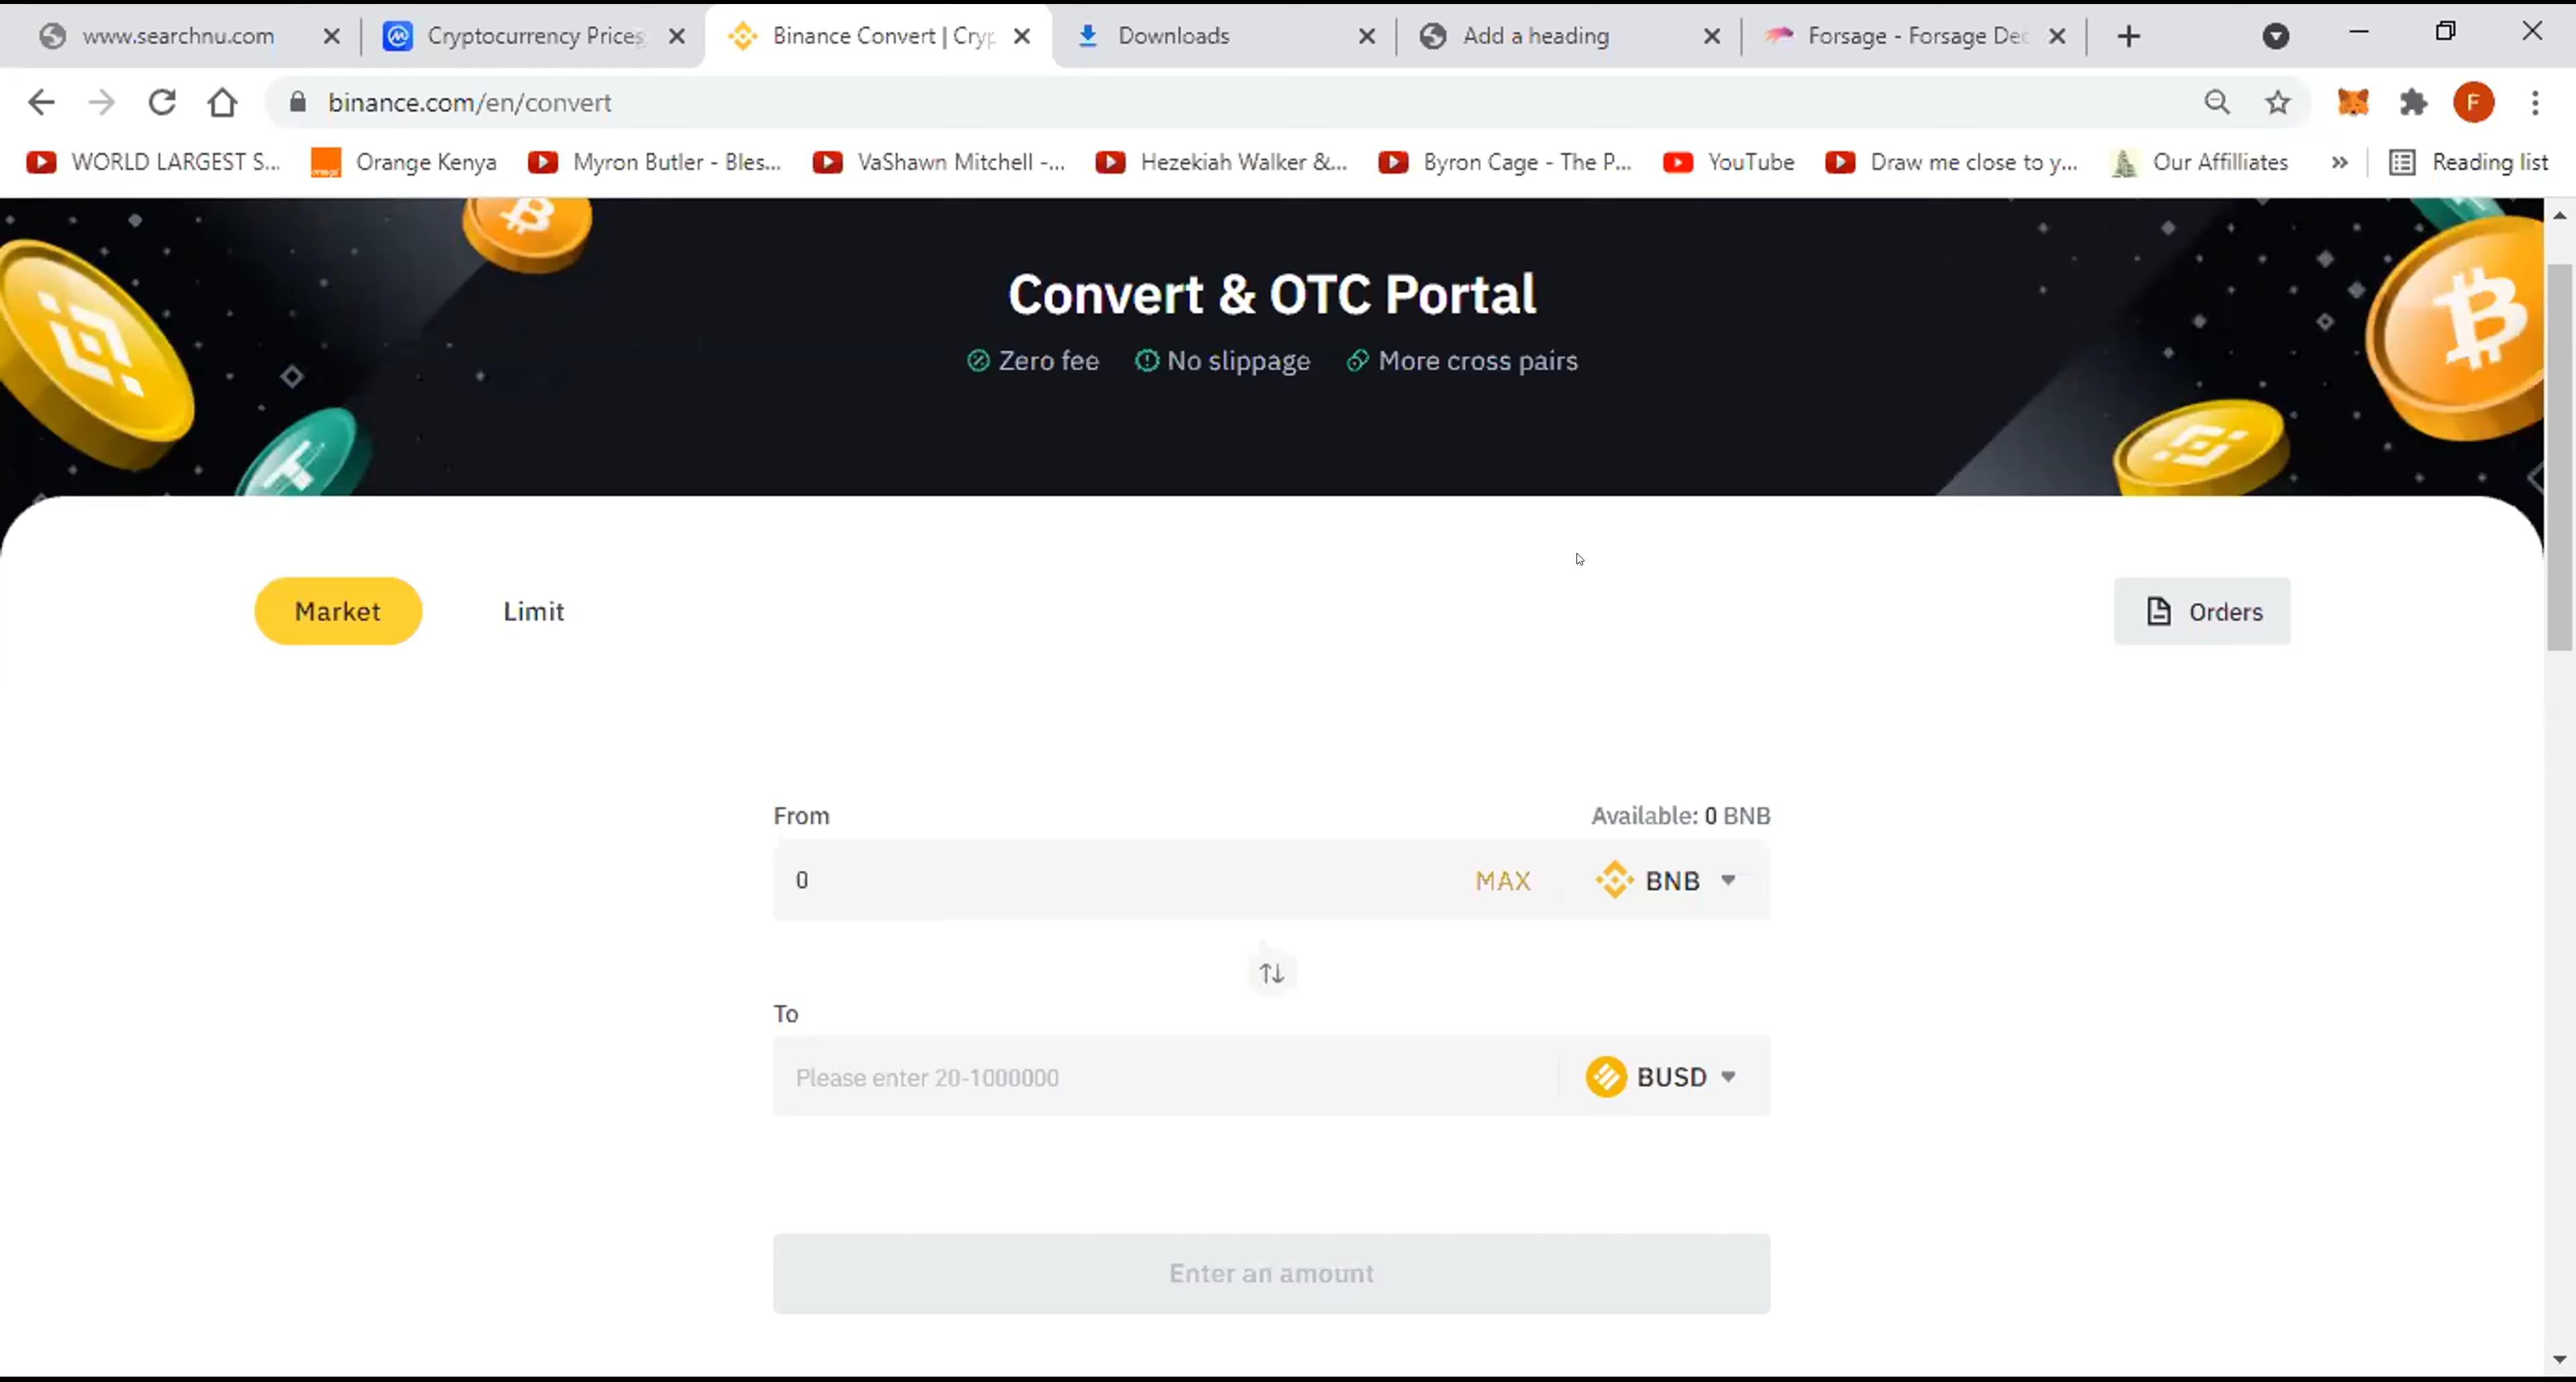 www.searchnu.com
Cryptocurrency Prices,
Binance Convert | Cryp
Downloads
Add a heading
Forsage - Forsage Dec
binance.com/en/convert
F
WORLD LARGEST S...
Orange Kenya
Myron Butler - Bles...
VaShawn Mitchell -...
Hezekiah Walker &...
Byron Cage - The P...
YouTube
Draw me close to y...
Our Affilliates
»
Reading list
Convert & OTC Portal
Zero fee
No slippage
More cross pairs
Market
Limit
Orders
From
Available: 0 BNB
0
MAX
BNB
To
Please enter 20-1000000
BUSD
Enter an amount